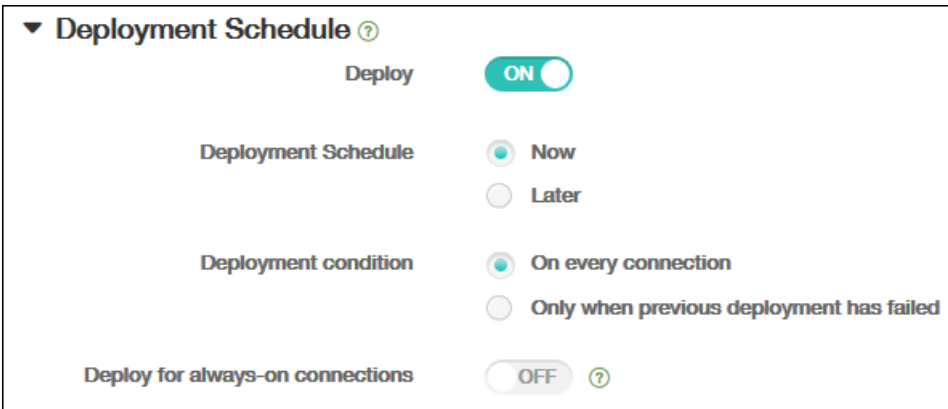 Deployment Schedule ?
Deploy ON
Deployment Schedule Now
Later
Deployment condition On every connection
Only when previous deployment has failed
Deploy for always-on connections OFF ?